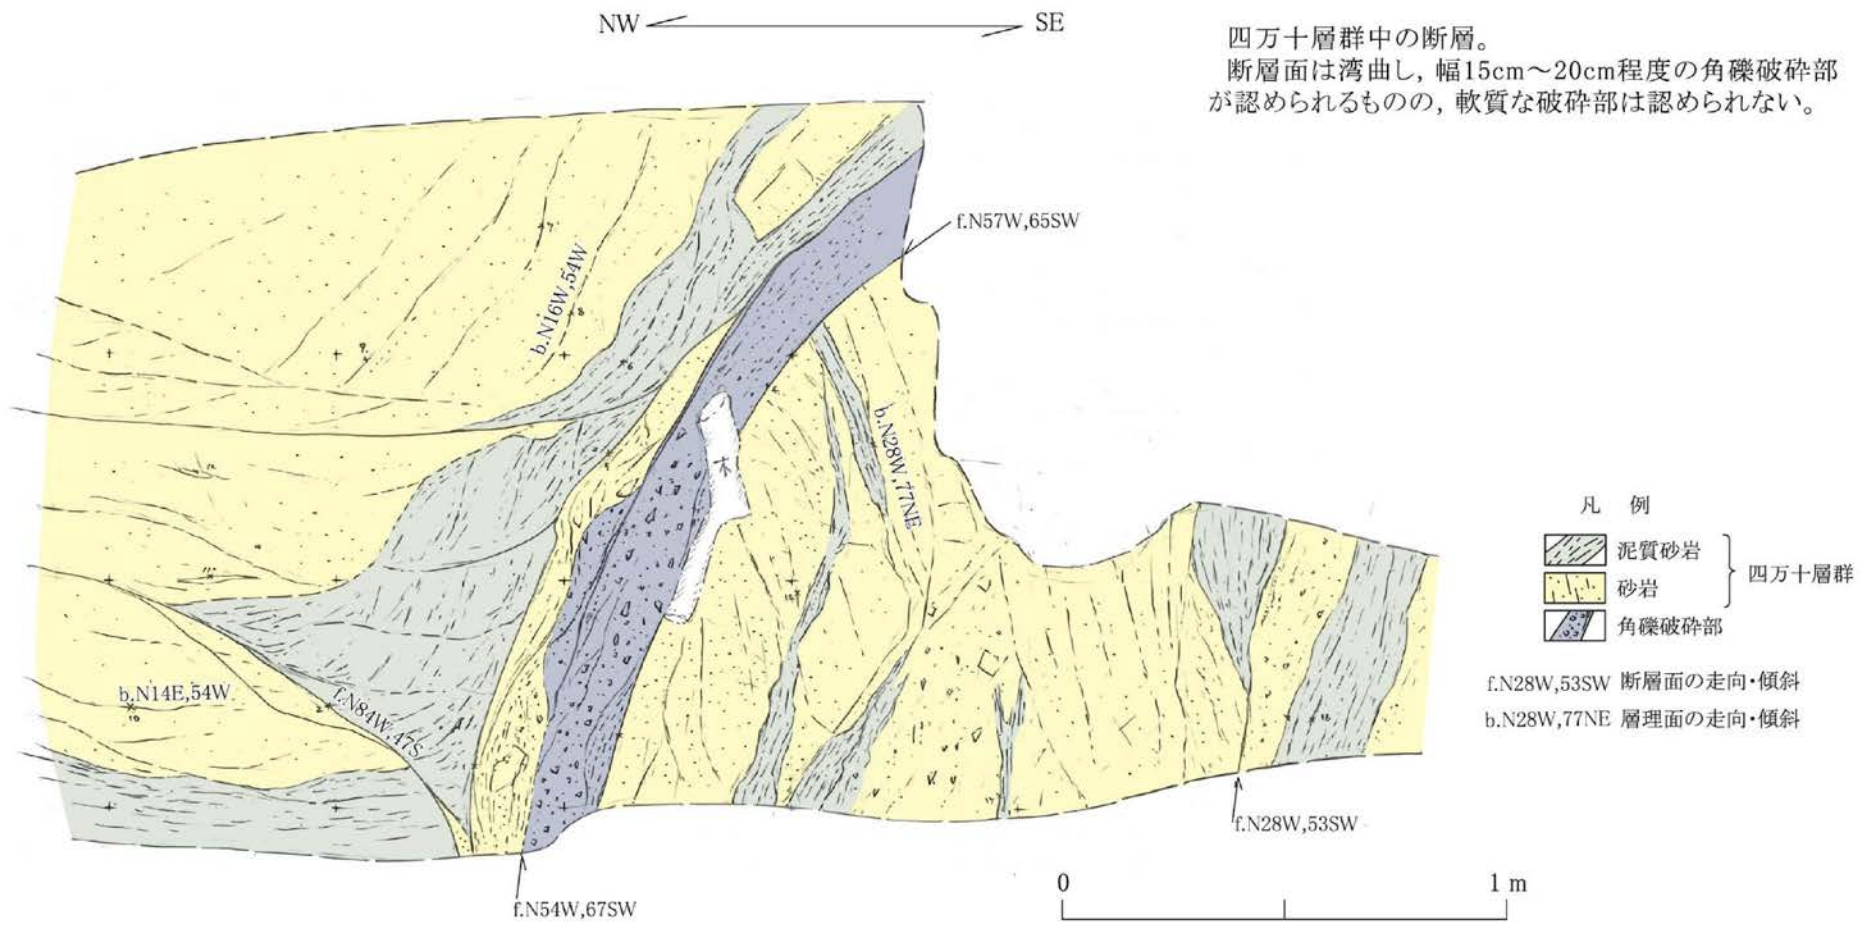 NW SE
四万十層群中の断層。
断層面は湾曲し, 幅15cm～20cm程度の角礫破砕部
が認められるものの, 軟質な破砕部は認められない。
f.N57W,65SW
b.N16W,54W
b.N28W,77NE
木
b.N14E,54W
f.N84W,47S
f.N54W,67SW
f.N28W,53SW
凡 例
泥質砂岩
砂岩
四万十層群
角礫破砕部
f.N28W,53SW 断層面の走向・傾斜
b.N28W,77NE 層理面の走向・傾斜
0 1 m